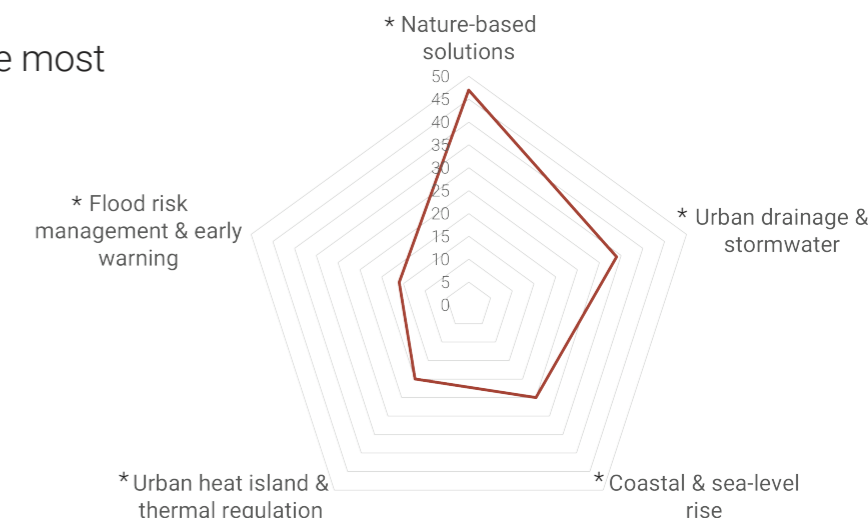 e most
* Nature-based
solutions
50
45
40
35
30
25
20
15
10
5
0
* Flood risk
management & early
warning
* Urban drainage &
stormwater
*Urban heat island &
thermal regulation
*Coastal & sea-level
rise